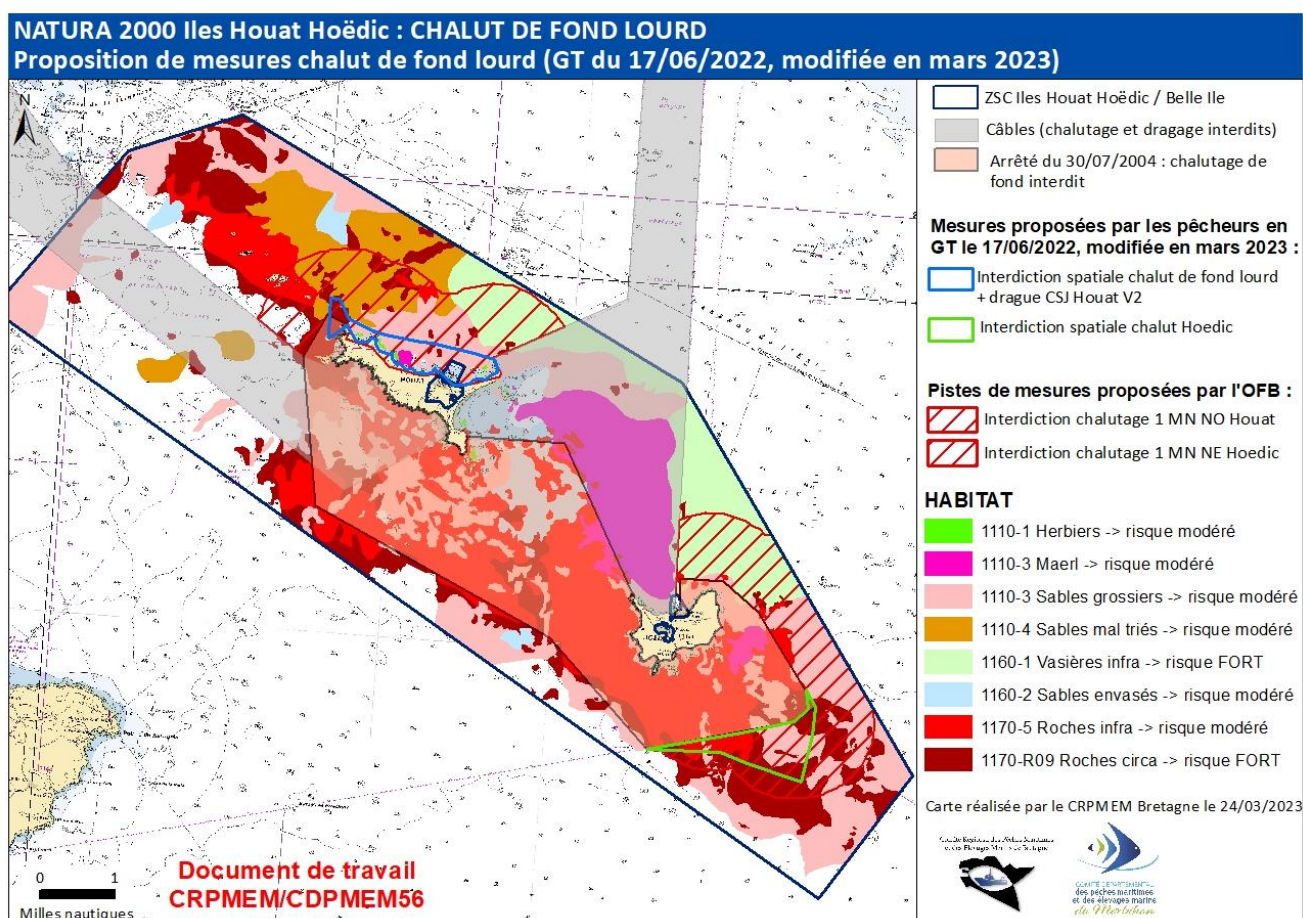 NATURA 2000 Iles Houat Hoëdic : CHALUT DE FOND LOURD
Proposition de mesures chalut de fond lourd (GT du 17/06/2022, modifiée en mars 2023)
N
HOUAT
ZSC Iles Houat Hoëdic / Belle Ile
Câbles (chalutage et dragage interdits)
Arrêté du 30/07/2004 : chalutage de
fond interdit
Mesures proposées par les pêcheurs en
GT le 17/06/2022, modifiée en mars 2023 :
Interdiction spatiale chalut de fond lourd
+ drague CSJ Houat V2
Interdiction spatiale chalut Hoedic
Pistes de mesures proposées par l'OFB :
Interdiction chalutage 1 MN NO Houat
Interdiction chalutage 1 MN NE Hoedic
HABITAT
1110-1 Herbiers -> risque modéré
1110-3 Maerl -> risque modéré
1110-3 Sables grossiers -> risque modéré
1110-4 Sables mal triés -> risque modéré
1160-1 Vasières infra -> risque FORT
1160-2 Sables envasés -> risque modéré
1170-5 Roches infra -> risque modéré
1170-R09 Roches circa -> risque FORT
Carte réalisée par le CRPMEM Bretagne le 24/03/2023
COMITÉ DÉPARTEMENTAL
des pêches maritimes
et des élevages marins
du Morbihan
0 1
Milles nautiques
Document de travail
CRPMEM/CDPMEM56